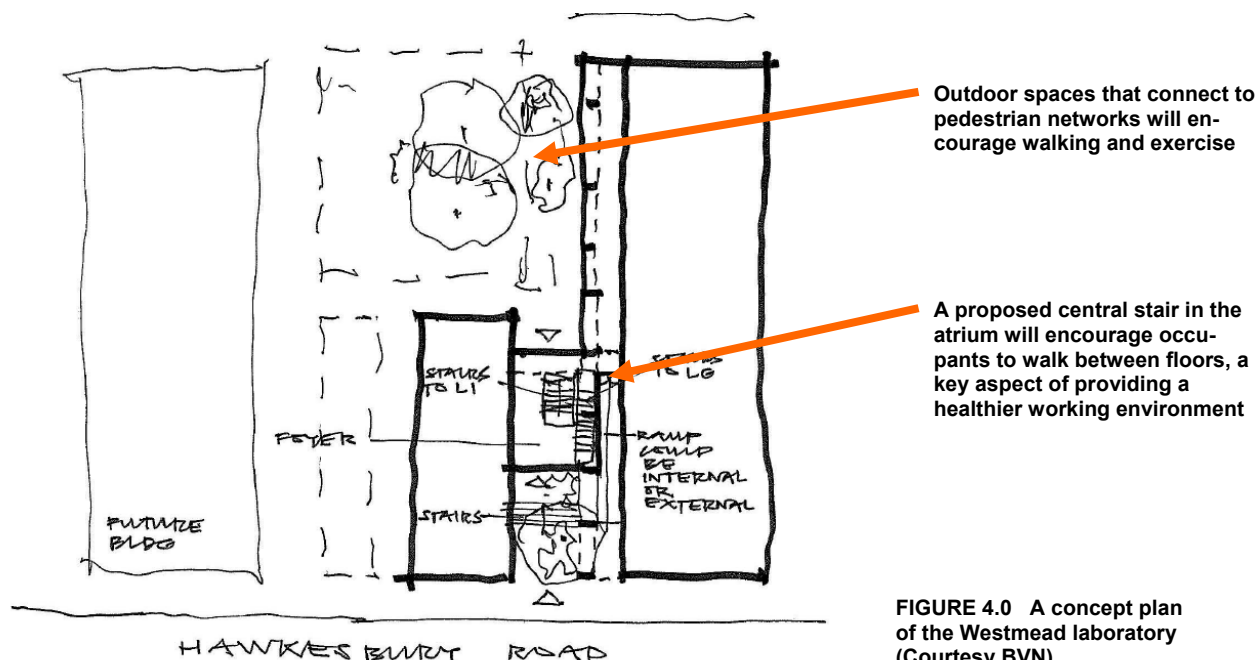 Outdoor spaces that connect to
pedestrian networks will en-
courage walking and exercise
A proposed central stair in the
atrium will encourage occu-
pants to walk between floors, a
key aspect of providing a
healthier working environment
STAIRS
TO L1
TO LG
FOYER
RAMP
COULD
BE
INTERNAL
OR
EXTERNAL
STAIRS
FUTURE
BLDG
HAWKESBURY ROAD
FIGURE 4.0 A concept plan
of the Westmead laboratory
(Courtesy BVN)